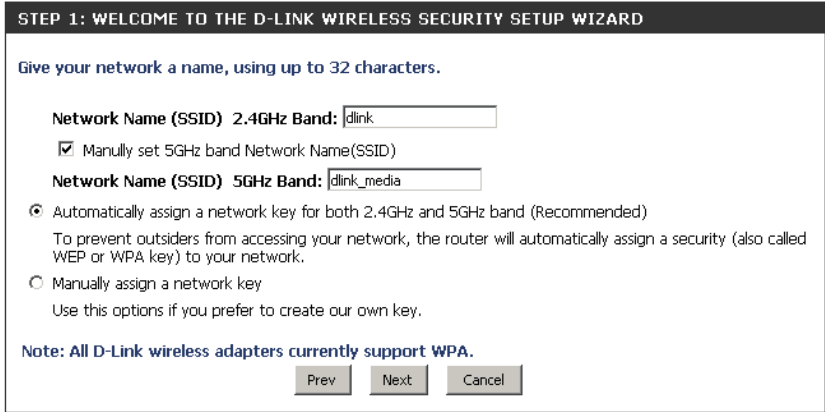 STEP 1: WELCOME TO THE D-LINK WIRELESS SECURITY SETUP WIZARD
Give your network a name, using up to 32 characters.
Network Name (SSID) 2.4GHz Band: dlink
Manully set 5GHz band Network Name(SSID)
Network Name (SSID) 5GHz Band: dlink_media
Automatically assign a network key for both 2.4GHz and 5GHz band (Recommended)
To prevent outsiders from accessing your network, the router will automatically assign a security (also called
WEP or WPA key) to your network.
Manually assign a network key
Use this options if you prefer to create our own key.
Note: All D-Link wireless adapters currently support WPA.
Prev Next Cancel